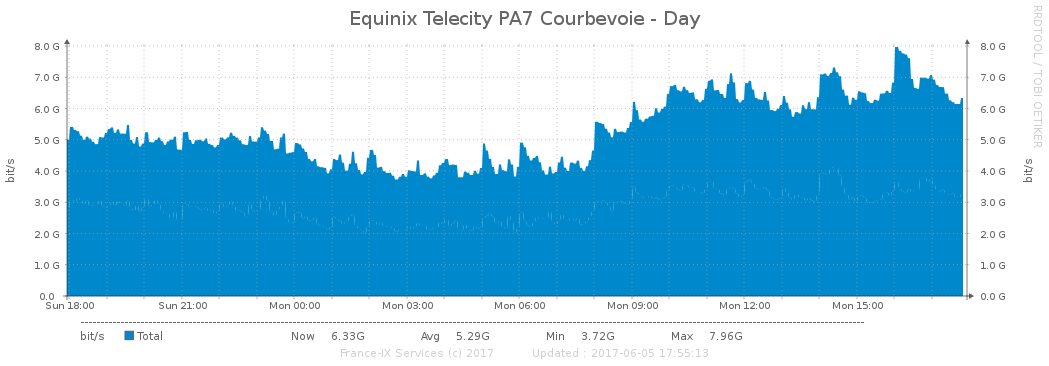 Equinix Telecity PA7 Courbevoie - Day
RRDTOOL / TOBI OETIKER
bit/s
8.0 G 8.0 G
7.0 G 7.0 G
6.0 G 6.0 G
5.0 G 5.0 G
4.0 G 4.0 G
3.0 G 3.0 G
2.0 G 2.0 G
1.0 G 1.0 G
0.0 0.0 G
bit/s
Sun 18:00 Sun 21:00 Mon 00:00 Mon 03:00 Mon 06:00 Mon 09:00 Mon 12:00 Mon 15:00
bit/s Total Now 6.33G Avg 5.29G Min 3.72G Max 7.96G
France-IX Services (c) 2017 Updated : 2017-06-05 17:55:13